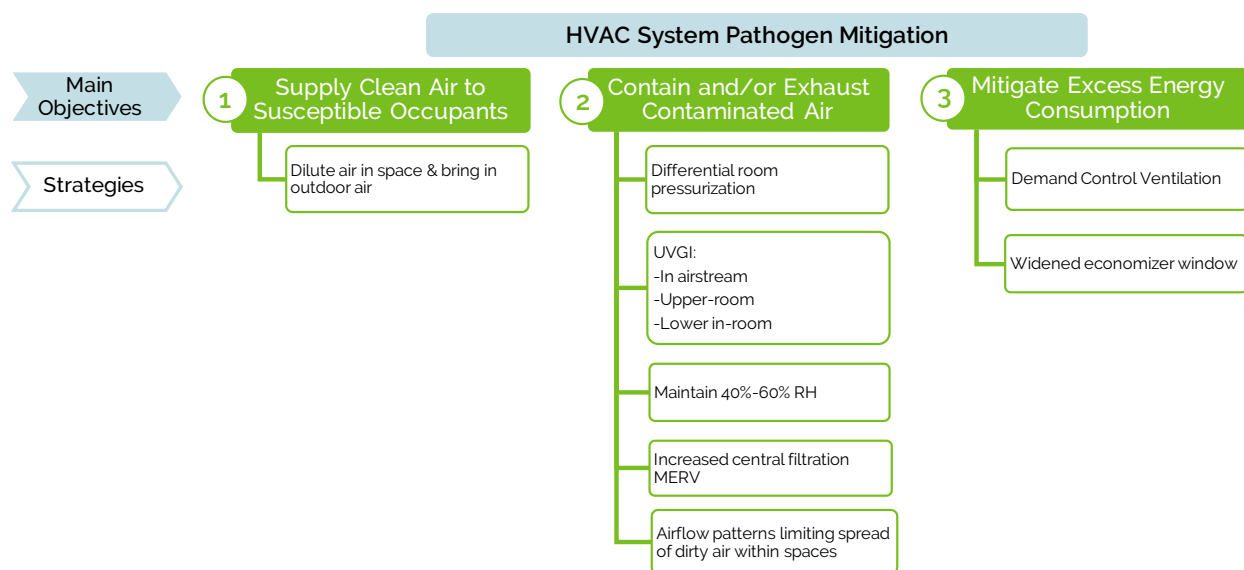 HVAC System Pathogen Mitigation
Main
Objectives
1
Supply Clean Air to
Susceptible Occupants
2
Contain and/or Exhaust
Contaminated Air
3
Mitigate Excess Energy
Consumption
Strategies
Dilute air in space & bring in
outdoor air
Differential room
pressurization
UVGI:
-In airstream
-Upper-room
-Lower in-room
Maintain 40%-60% RH
Increased central filtration
MERV
Airflow patterns limiting spread
of dirty air within spaces
Demand Control Ventilation
Widened economizer window